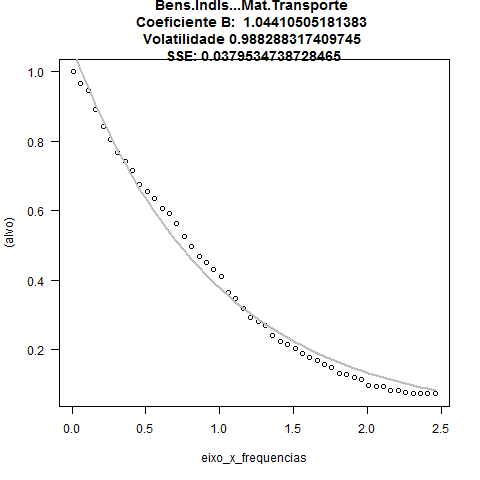 Bens.Indis...Mat.Transporte
Coeficiente B:  1.04410505181383
Volatilidade 0.988288317409745
SSE: 0.0379534738728465
1.0
0.8
0.6
0.4
0.2
(alvo)
0.0 0.5 1.0 1.5 2.0 2.5
eixo_x_frequencias